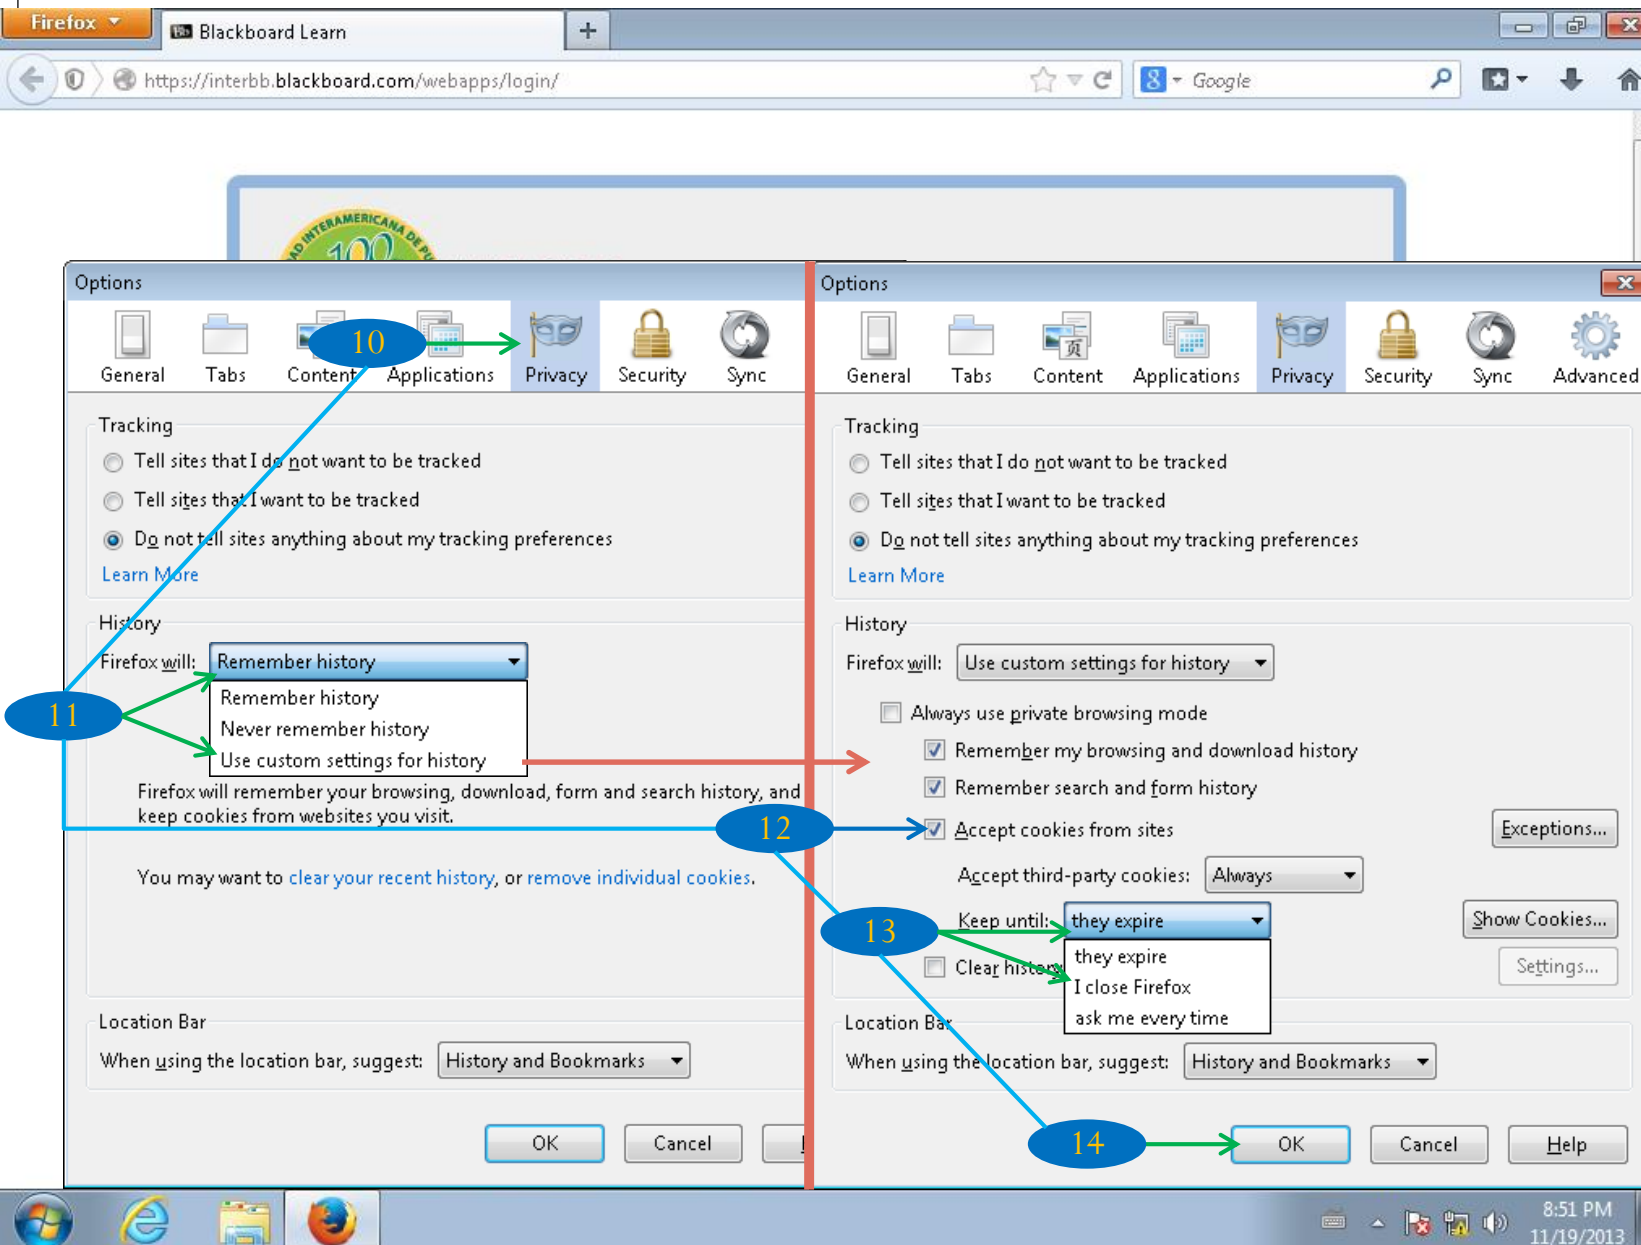 Firefox
Blackboard Learn
https://interbb.blackboard.com/webapps/login/
Google
INTERAMERICANA DE
100
Options
10
General
Tabs
Content
Applications
Privacy
Security
Sync
Tracking
Tell sites that I do not want to be tracked
Tell sites that I want to be tracked
Do not tell sites anything about my tracking preferences
Learn More
History
Firefox will: Remember history
Remember history
Never remember history
Use custom settings for history
11
Firefox will remember your browsing, download, form and search history, and
keep cookies from websites you visit.
You may want to clear your recent history, or remove individual cookies.
Location Bar
When using the location bar, suggest: History and Bookmarks
OK
Cancel
Options
General
Tabs
Content
页
Applications
Privacy
Security
Sync
Advanced
Tracking
Tell sites that I do not want to be tracked
Tell sites that I want to be tracked
Do not tell sites anything about my tracking preferences
Learn More
History
Firefox will: Use custom settings for history
Always use private browsing mode
Remember my browsing and download history
Remember search and form history
12
Accept cookies from sites
Exceptions...
Accept third-party cookies: Always
13
Keep until: they expire
Show Cookies...
they expire
I close Firefox
ask me every time
Clear history
Settings...
Location Bar
When using the location bar, suggest: History and Bookmarks
14
OK
Cancel
Help
8:51 PM
11/19/2013